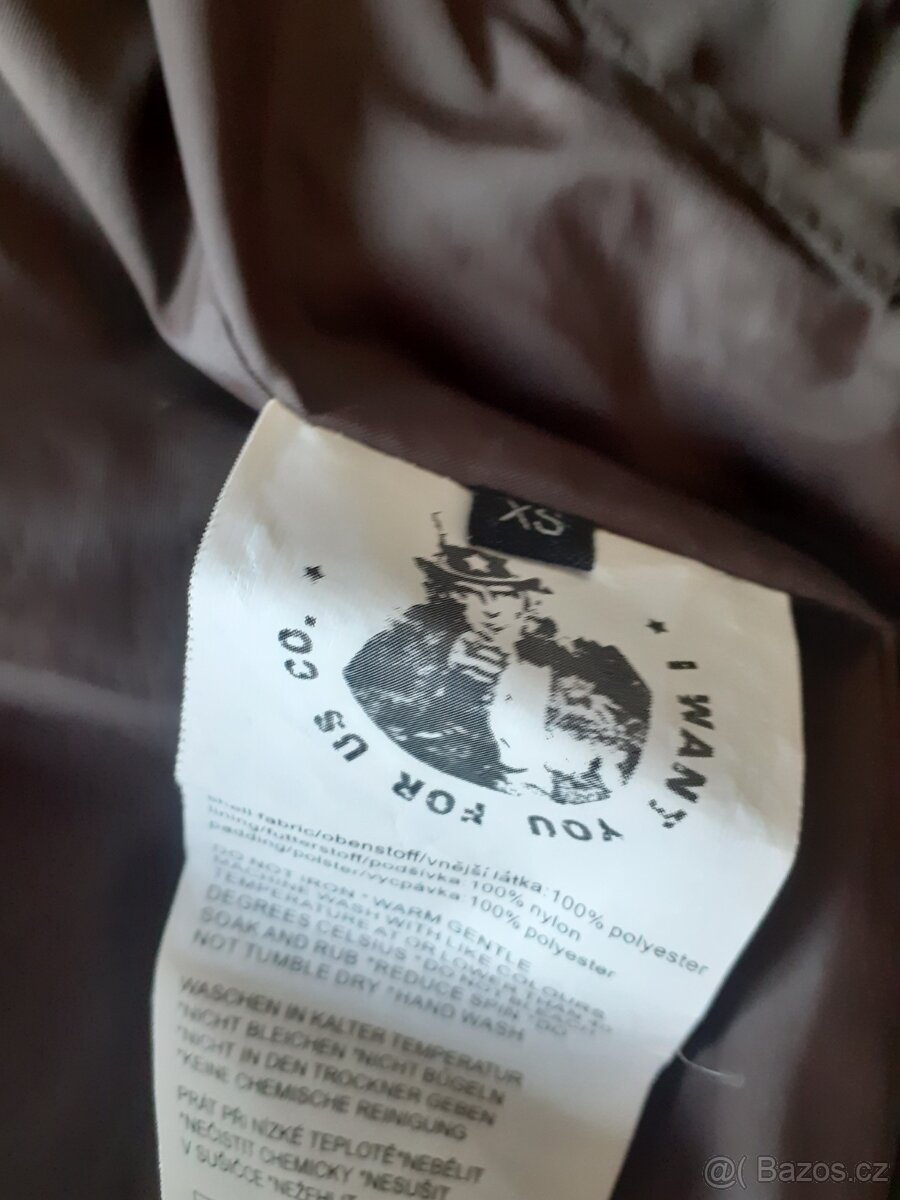 XS
I WANT YOU FOR US CO.
shell fabric/obenstoff/vnější látka:100% polyester
lining/futterstoff/podšívka:100% nylon
padding/polster/vycpávka:100% polyester
DO NOT IRON * WARM GENTLE
MACHINE WASH WITH LIKE COLOURS
TEMPERATURE AT OR BELOW
DEGREES CELSIUS *DO NOT
SOAK AND RUB *REDUCE SPIN *DO
NOT TUMBLE DRY *HAND WASH
WASCHEN IN KALTER TEMPERATUR
*NICHT BLEICHEN *NICHT BÜGELN
*NICHT IN DEN TROCKNER GEBEN
*KEINE CHEMISCHE REINIGUNG
PRÁT PŘI NÍZKÉ TEPLOTĚ*NEBĚLIT
*NEČISTIT CHEMICKY *NESUŠIT
V SUŠIČCE *NEŽEHLIT
@( Bazos.cz